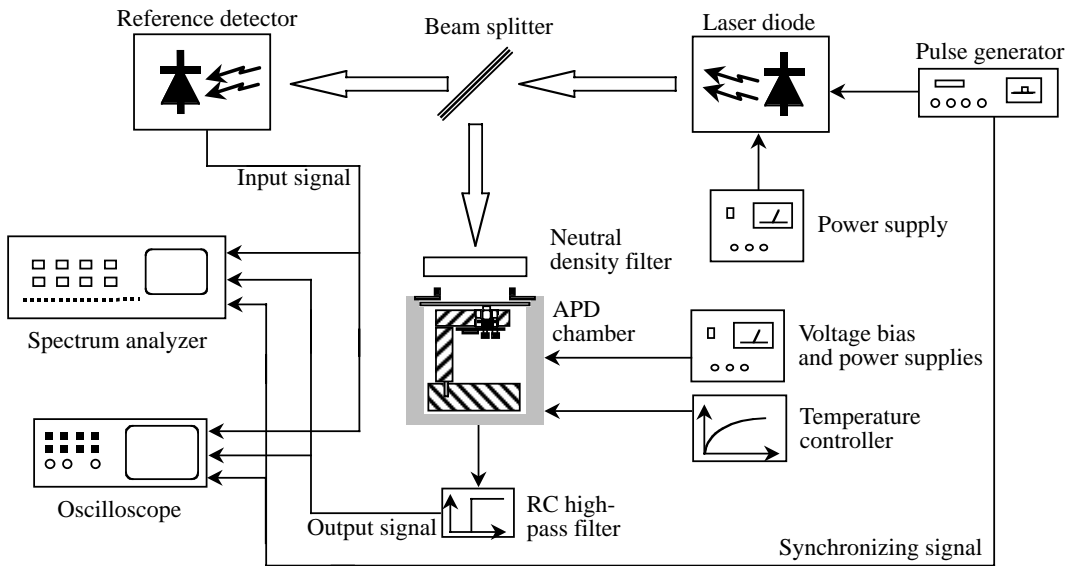 Reference detector
Beam splitter
Laser diode
Pulse generator
Input signal
Power supply
Neutral
density filter
Spectrum analyzer
APD
chamber
Voltage bias
and power supplies
Temperature
controller
Oscilloscope
Output signal
RC high-
pass filter
Synchronizing signal